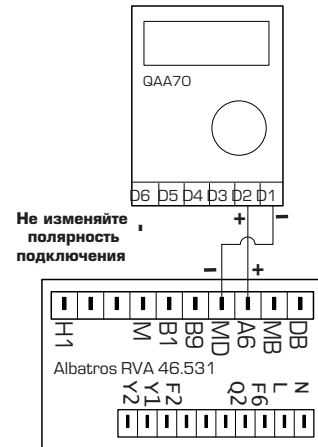 QAA70
D6 D5 D4 D3 D2 D1
Не изменяйте
полярность
подключения
+ −
− +
H1 M B1 B9 MD A6 MB DB
Albatros RVA 46.531
Y2 Y1 F2 Q2 F6 L N